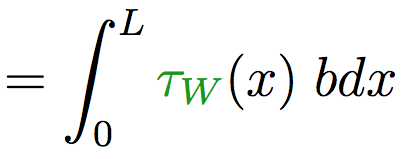 = ∫₀ᴸ τ_W(x) bdx